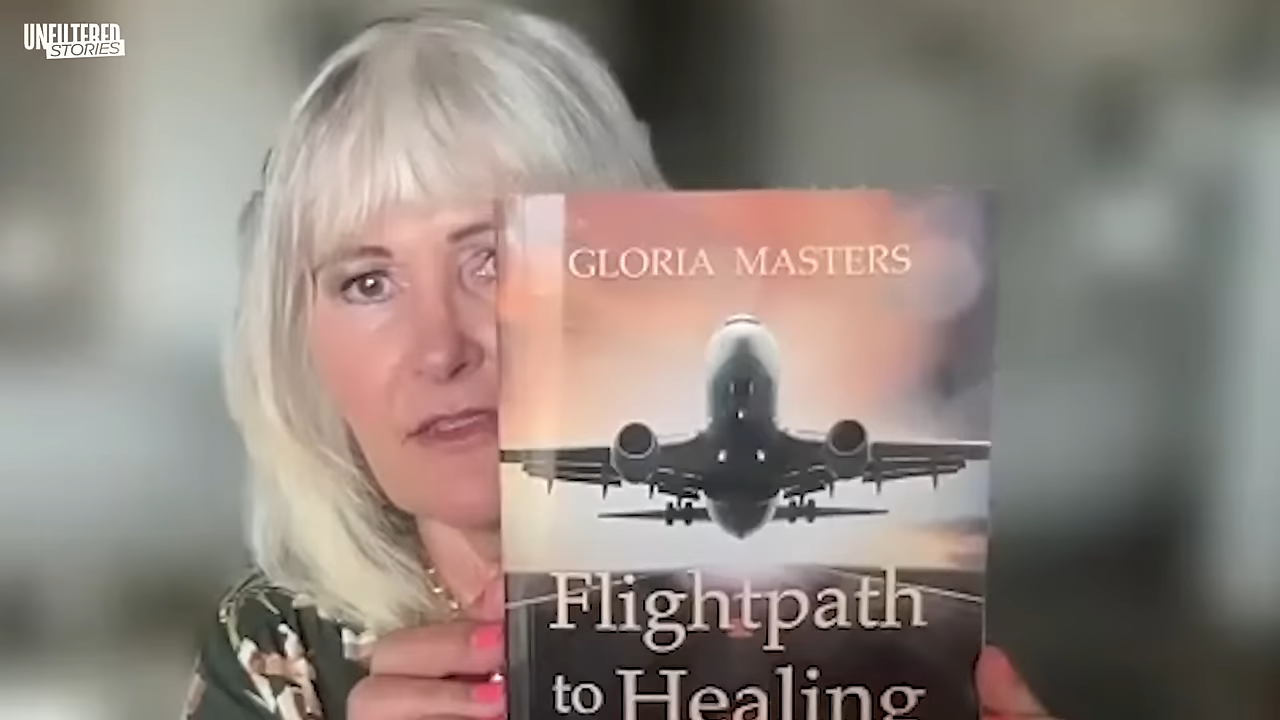 UNFILTERED
STORIES
GLORIA MASTERS
Flightpath
to Healing